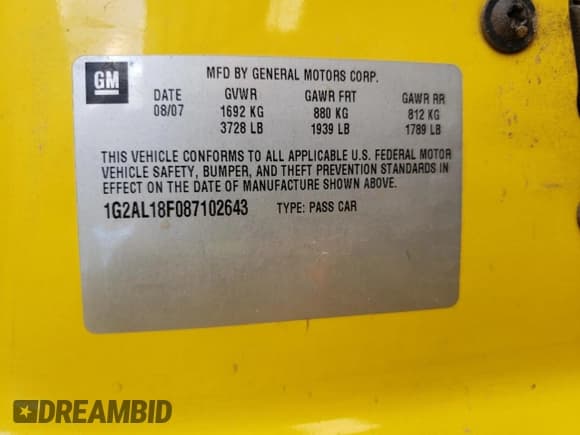 GM
MFD BY GENERAL MOTORS CORP.
DATE GVWR GAWR FRT GAWR RR
08/07 1692 KG 880 KG 812 KG
3728 LB 1939 LB 1789 LB
THIS VEHICLE CONFORMS TO ALL APPLICABLE U.S. FEDERAL MOTOR
VEHICLE SAFETY, BUMPER, AND THEFT PREVENTION STANDARDS IN
EFFECT ON THE DATE OF MANUFACTURE SHOWN ABOVE.
1G2AL18F087102643 TYPE: PASS CAR
DREAMBID